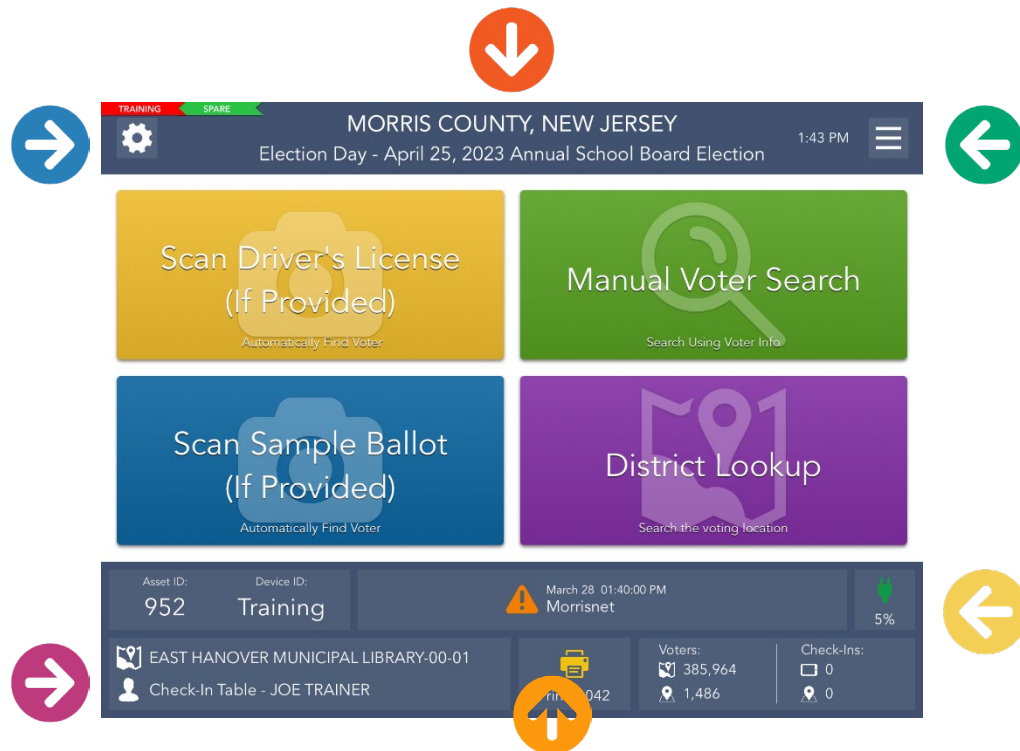 TRAINING SPARE
MORRIS COUNTY, NEW JERSEY
Election Day - April 25, 2023 Annual School Board Election
1:43 PM
Scan Driver's License
(If Provided)
Automatically Find Voter
Manual Voter Search
Search Using Voter Info
Scan Sample Ballot
(If Provided)
Automatically Find Voter
District Lookup
Search the voting location
Asset ID:
952
Device ID:
Training
March 28 01:40:00 PM
Morrisnet
5%
EAST HANOVER MUNICIPAL LIBRARY-00-01
Check-In Table - JOE TRAINER
042
Voters:
385,964
1,486
Check-Ins:
0
0